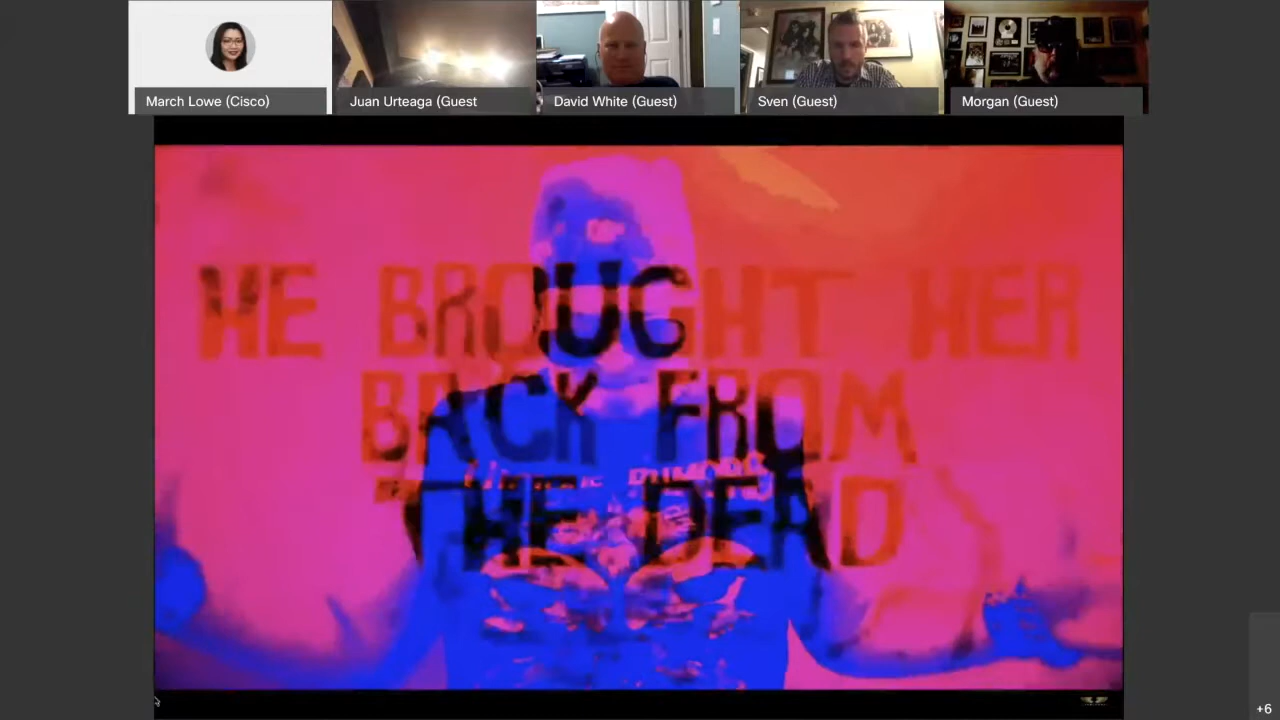 March Lowe (Cisco)
Juan Urteaga (Guest
David White (Guest)
Sven (Guest)
Morgan (Guest)
HE BROUGHT HER
BACK FROM
THE DEAD
+6